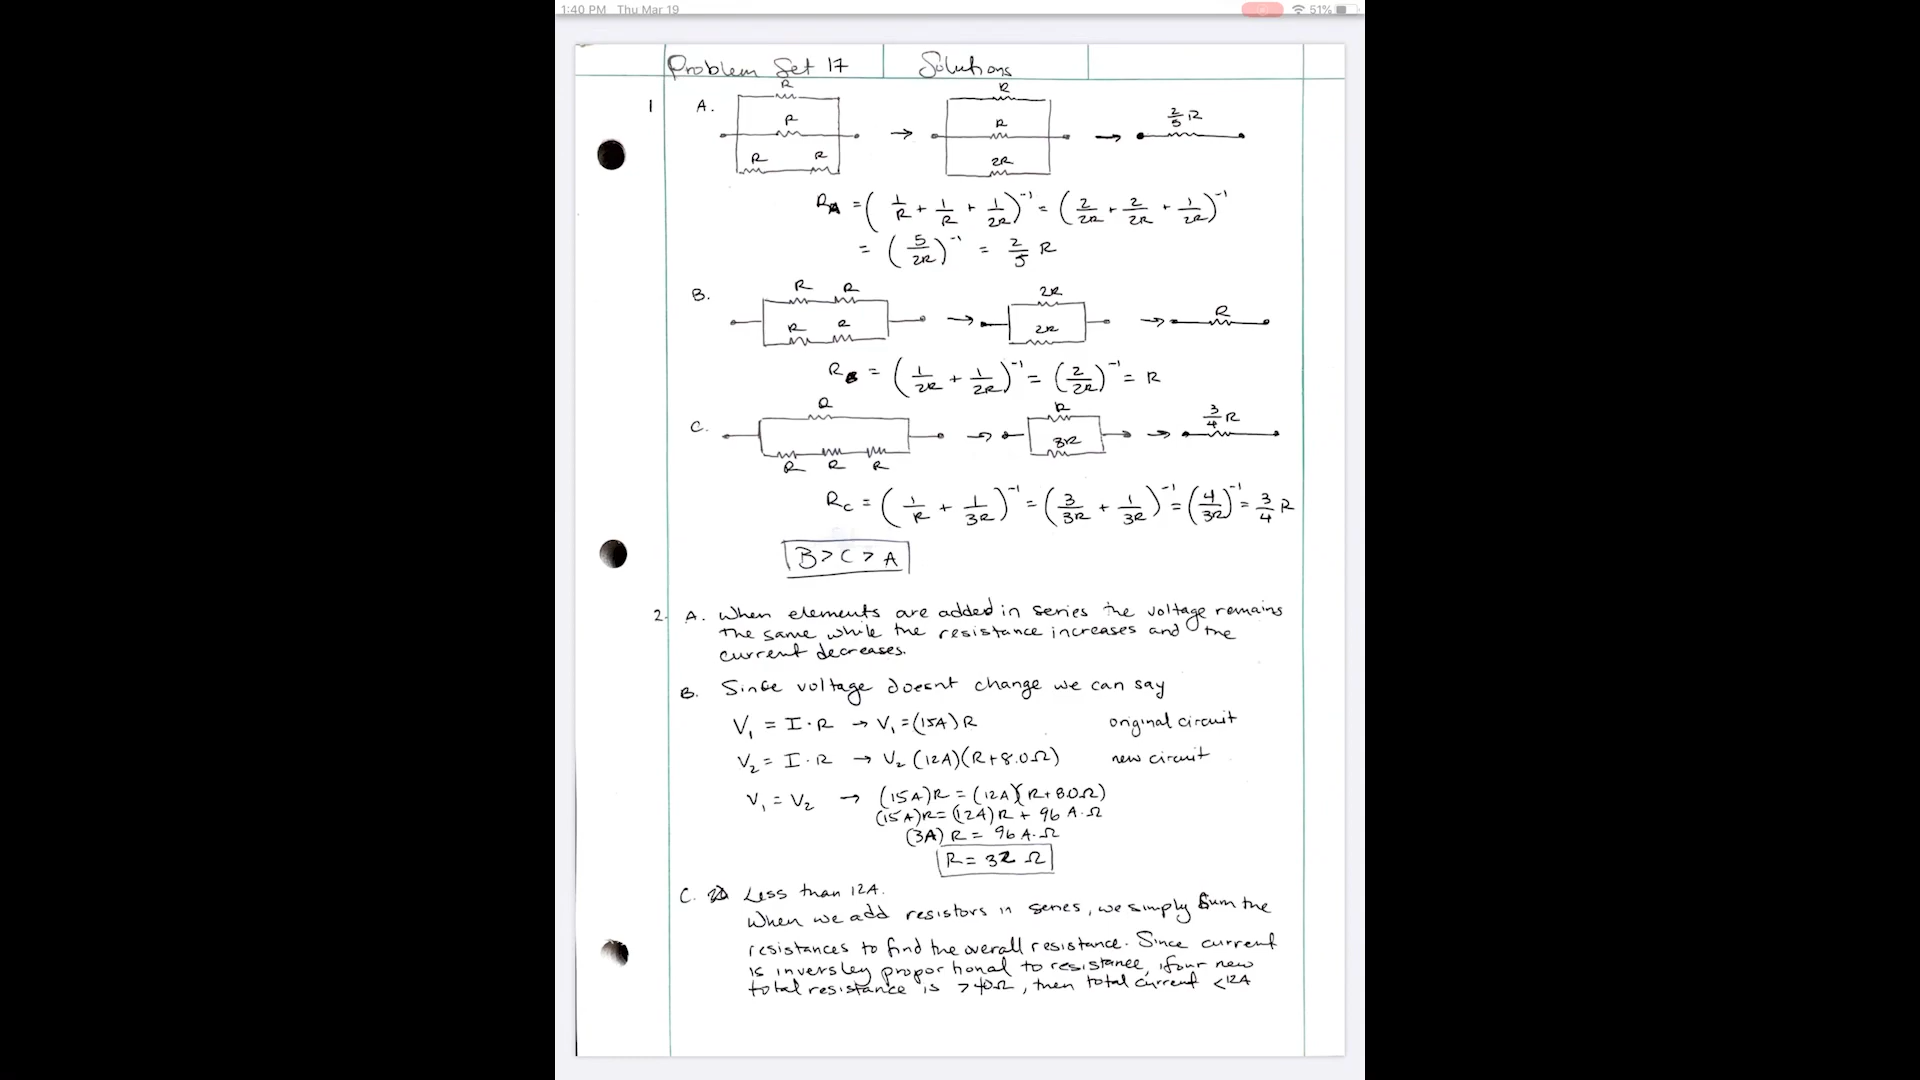 1:40 PM Thu Mar 19 51%
Problem Set 17 Solutions
1 A. R R
R R 2/5 R
R R 2R
R_A = ( 1/R + 1/R + 1/2R )⁻¹ = ( 2/2R + 2/2R + 1/2R )⁻¹
= ( 5/2R )⁻¹ = 2/5 R
B. R R 2R R
R R 2R
R_B = ( 1/2R + 1/2R )⁻¹ = ( 2/2R )⁻¹ = R
C. R R 3/4 R
R R R 3R
R_C = ( 1/R + 1/3R )⁻¹ = ( 3/3R + 1/3R )⁻¹ = ( 4/3R )⁻¹ = 3/4 R
B > C > A
2. A. When elements are added in series the voltage remains
the same while the resistance increases and the
current decreases.
B. Since voltage doesnt change we can say
V₁ = I · R → V₁ = (15A) R original circuit
V₂ = I · R → V₂ (12A)(R + 8.0Ω) new circuit
V₁ = V₂ → (15A)R = (12A)(R + 8.0Ω)
(15A)R = (12A)R + 96 A·Ω
(3A) R = 96 A·Ω
R = 32 Ω
C. Less than 12A.
When we add resistors in series, we simply sum the
resistances to find the overall resistance. Since current
is inversley proportional to resistance, if our new
total resistance is > 40Ω, then total current < 12A